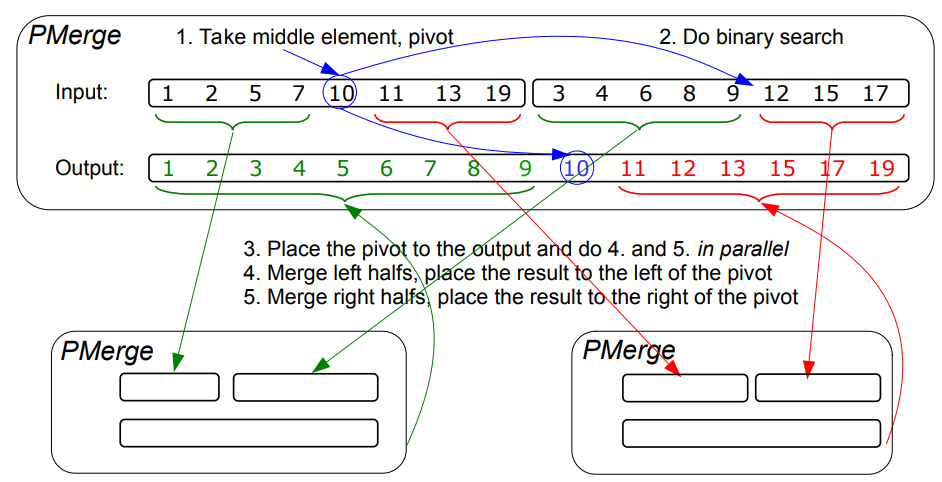 PMerge
1. Take middle element, pivot
2. Do binary search
Input: 1 2 5 7 10 11 13 19 3 4 6 8 9 12 15 17
Output: 1 2 3 4 5 6 7 8 9 10 11 12 13 15 17 19
3. Place the pivot to the output and do 4. and 5. in parallel
4. Merge left halfs, place the result to the left of the pivot
5. Merge right halfs, place the result to the right of the pivot
PMerge
PMerge